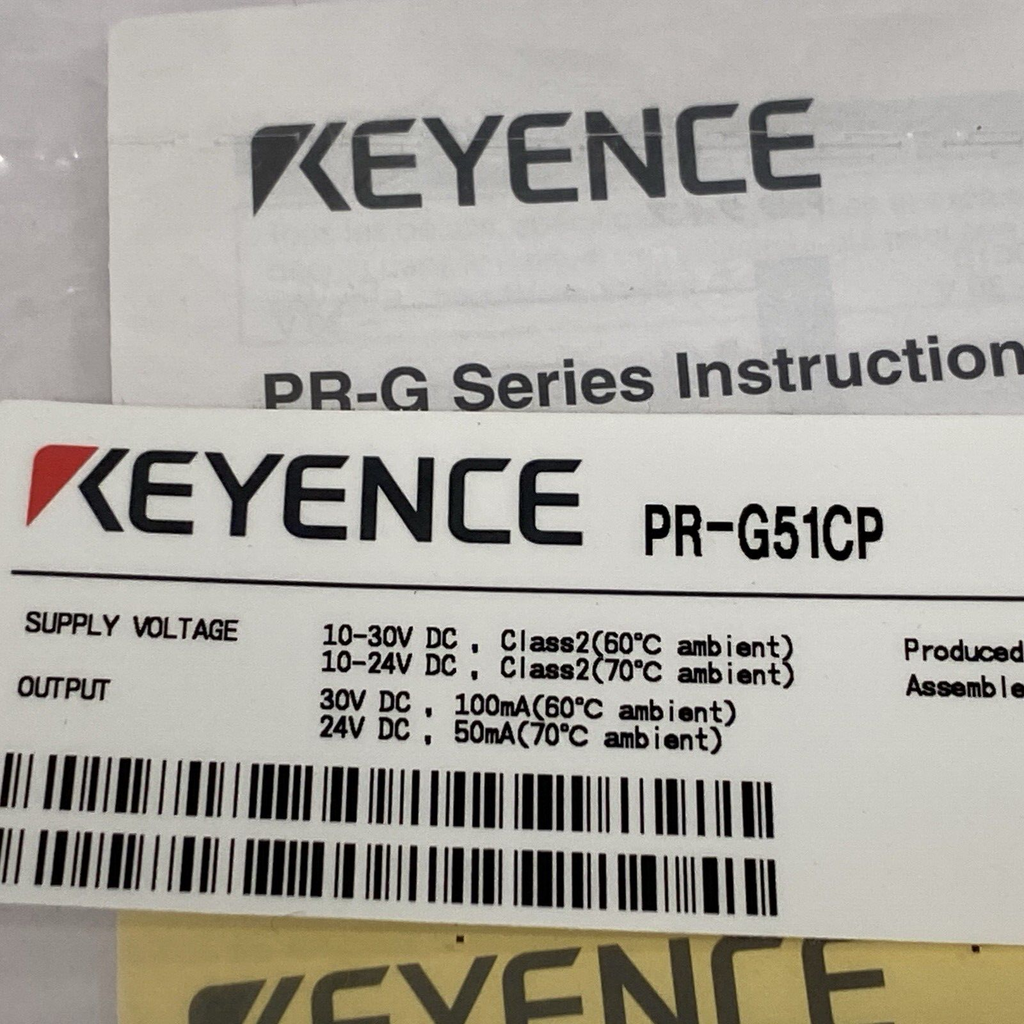 KEYENCE
PR-G Series Instruction
KEYENCE PR-G51CP
SUPPLY VOLTAGE 10-30V DC , Class2(60°C ambient) Produced
10-24V DC , Class2(70°C ambient) Assemble
OUTPUT 30V DC , 100mA(60°C ambient)
24V DC , 50mA(70°C ambient)
KEYENCE